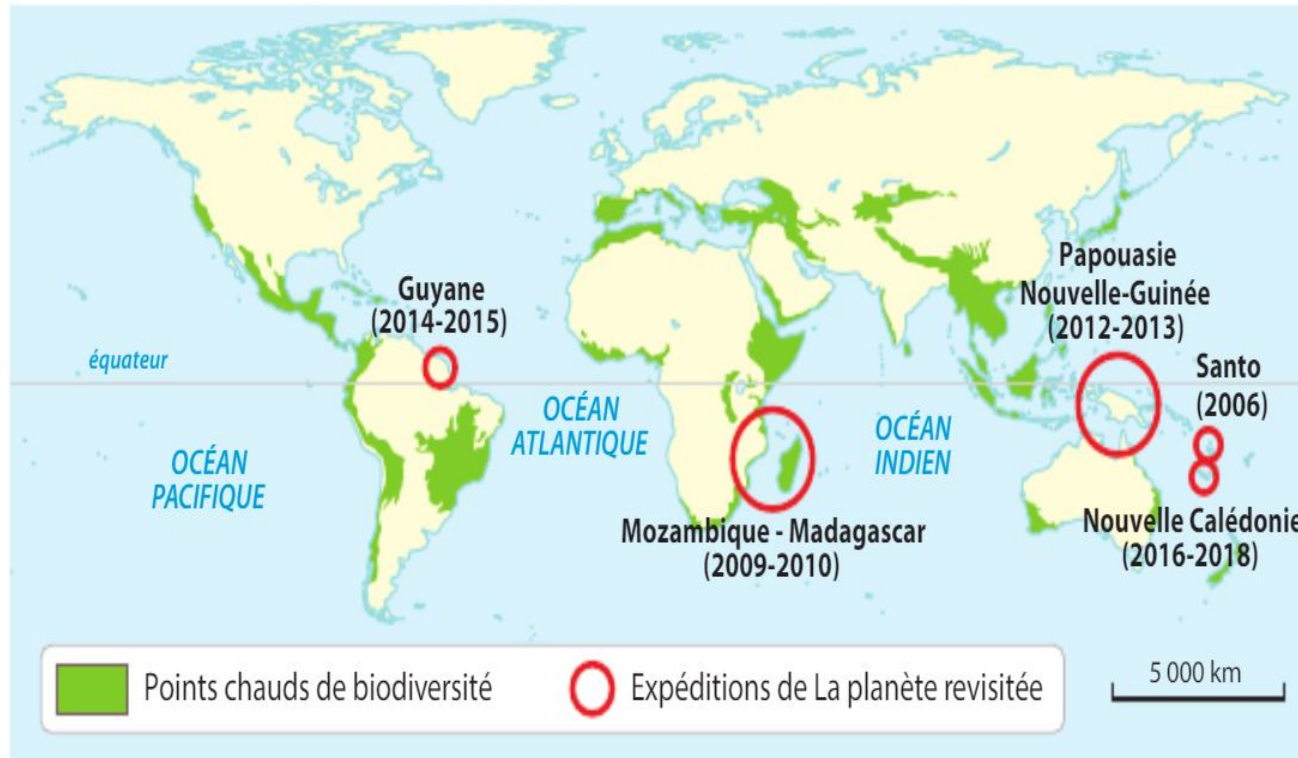 Guyane
(2014-2015)
Papouasie
Nouvelle-Guinée
(2012-2013)
Santo
(2006)
équateur
OCÉAN
ATLANTIQUE
OCÉAN
INDIEN
OCÉAN
PACIFIQUE
Mozambique - Madagascar
(2009-2010)
Nouvelle Calédonie
(2016-2018)
Points chauds de biodiversité
Expéditions de La planète revisitée
5 000 km